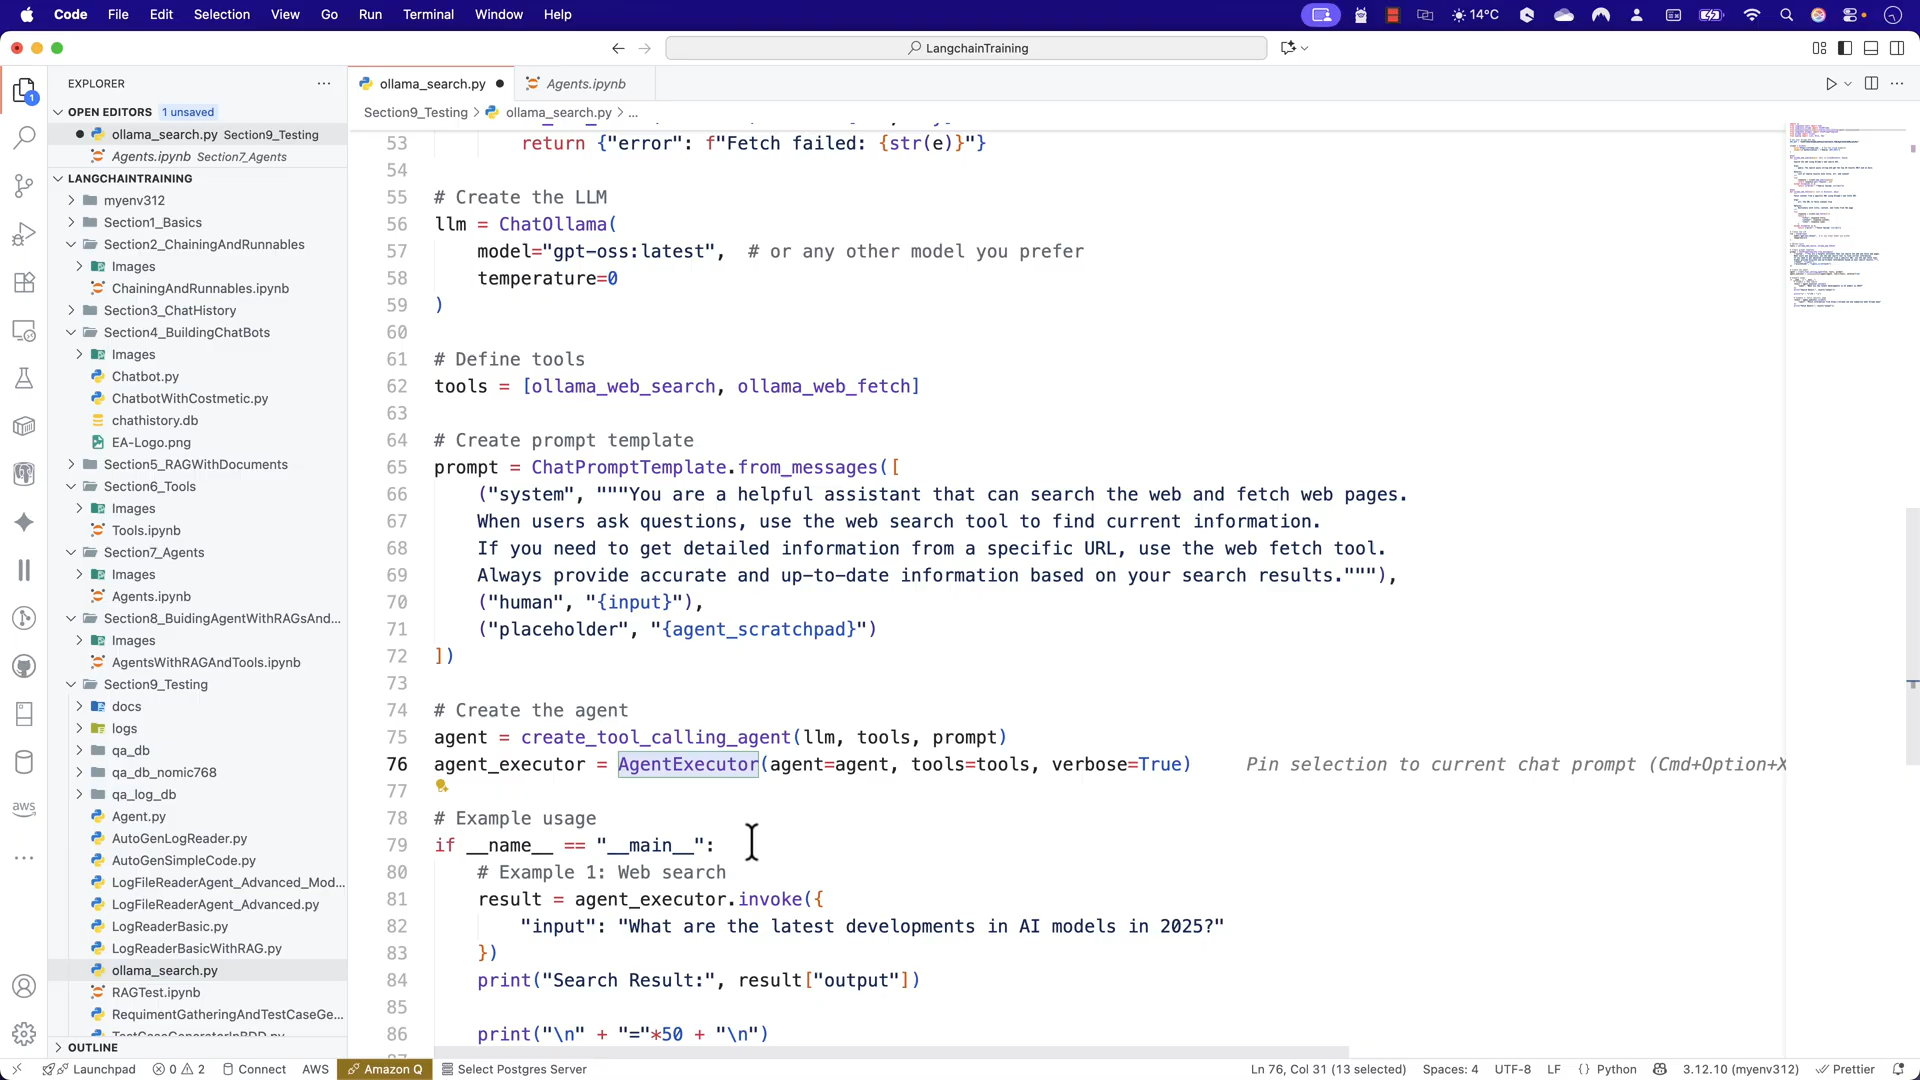 Code File Edit Selection View Go Run Terminal Window Help
14°C
LangchainTraining
EXPLORER
OPEN EDITORS 1 unsaved
ollama_search.py Section9_Testing
Agents.ipynb Section7_Agents
LANGCHAINTRAINING
myenv312
Section1_Basics
Section2_ChainingAndRunnables
Images
ChainingAndRunnables.ipynb
Section3_ChatHistory
Section4_BuildingChatBots
Images
Chatbot.py
ChatbotWithCostmetic.py
chathistory.db
EA-Logo.png
Section5_RAGWithDocuments
Section6_Tools
Images
Tools.ipynb
Section7_Agents
Images
Agents.ipynb
Section8_BuidingAgentWithRAGsAnd...
Images
AgentsWithRAGAndTools.ipynb
Section9_Testing
docs
logs
qa_db
qa_db_nomic768
qa_log_db
Agent.py
AutoGenLogReader.py
AutoGenSimpleCode.py
LogFileReaderAgent_Advanced_Mod...
LogFileReaderAgent_Advanced.py
LogReaderBasic.py
LogReaderBasicWithRAG.py
ollama_search.py
RAGTest.ipynb
RequimentGatheringAndTestCaseGe...
TestCaseGeneratorInBDD.py
OUTLINE
aws
1
ollama_search.py Agents.ipynb
Section9_Testing > ollama_search.py > ...
53 return {"error": f"Fetch failed: {str(e)}"}
54
55 # Create the LLM
56 llm = ChatOllama(
57 model="gpt-oss:latest", # or any other model you prefer
58 temperature=0
59 )
60
61 # Define tools
62 tools = [ollama_web_search, ollama_web_fetch]
63
64 # Create prompt template
65 prompt = ChatPromptTemplate.from_messages([
66 ("system", """You are a helpful assistant that can search the web and fetch web pages.
67 When users ask questions, use the web search tool to find current information.
68 If you need to get detailed information from a specific URL, use the web fetch tool.
69 Always provide accurate and up-to-date information based on your search results."""),
70 ("human", "{input}"),
71 ("placeholder", "{agent_scratchpad}")
72 ])
73
74 # Create the agent
75 agent = create_tool_calling_agent(llm, tools, prompt)
76 agent_executor = AgentExecutor(agent=agent, tools=tools, verbose=True) Pin selection to current chat prompt (Cmd+Option+X
77
78 # Example usage
79 if __name__ == "__main__":
80 # Example 1: Web search
81 result = agent_executor.invoke({
82 "input": "What are the latest developments in AI models in 2025?"
83 })
84 print("Search Result:", result["output"])
85
86 print("\n" + "="*50 + "\n")
Launchpad 0 2 Connect AWS Amazon Q Select Postgres Server Ln 76, Col 31 (13 selected) Spaces: 4 UTF-8 LF {} Python 3.12.10 (myenv312) Prettier